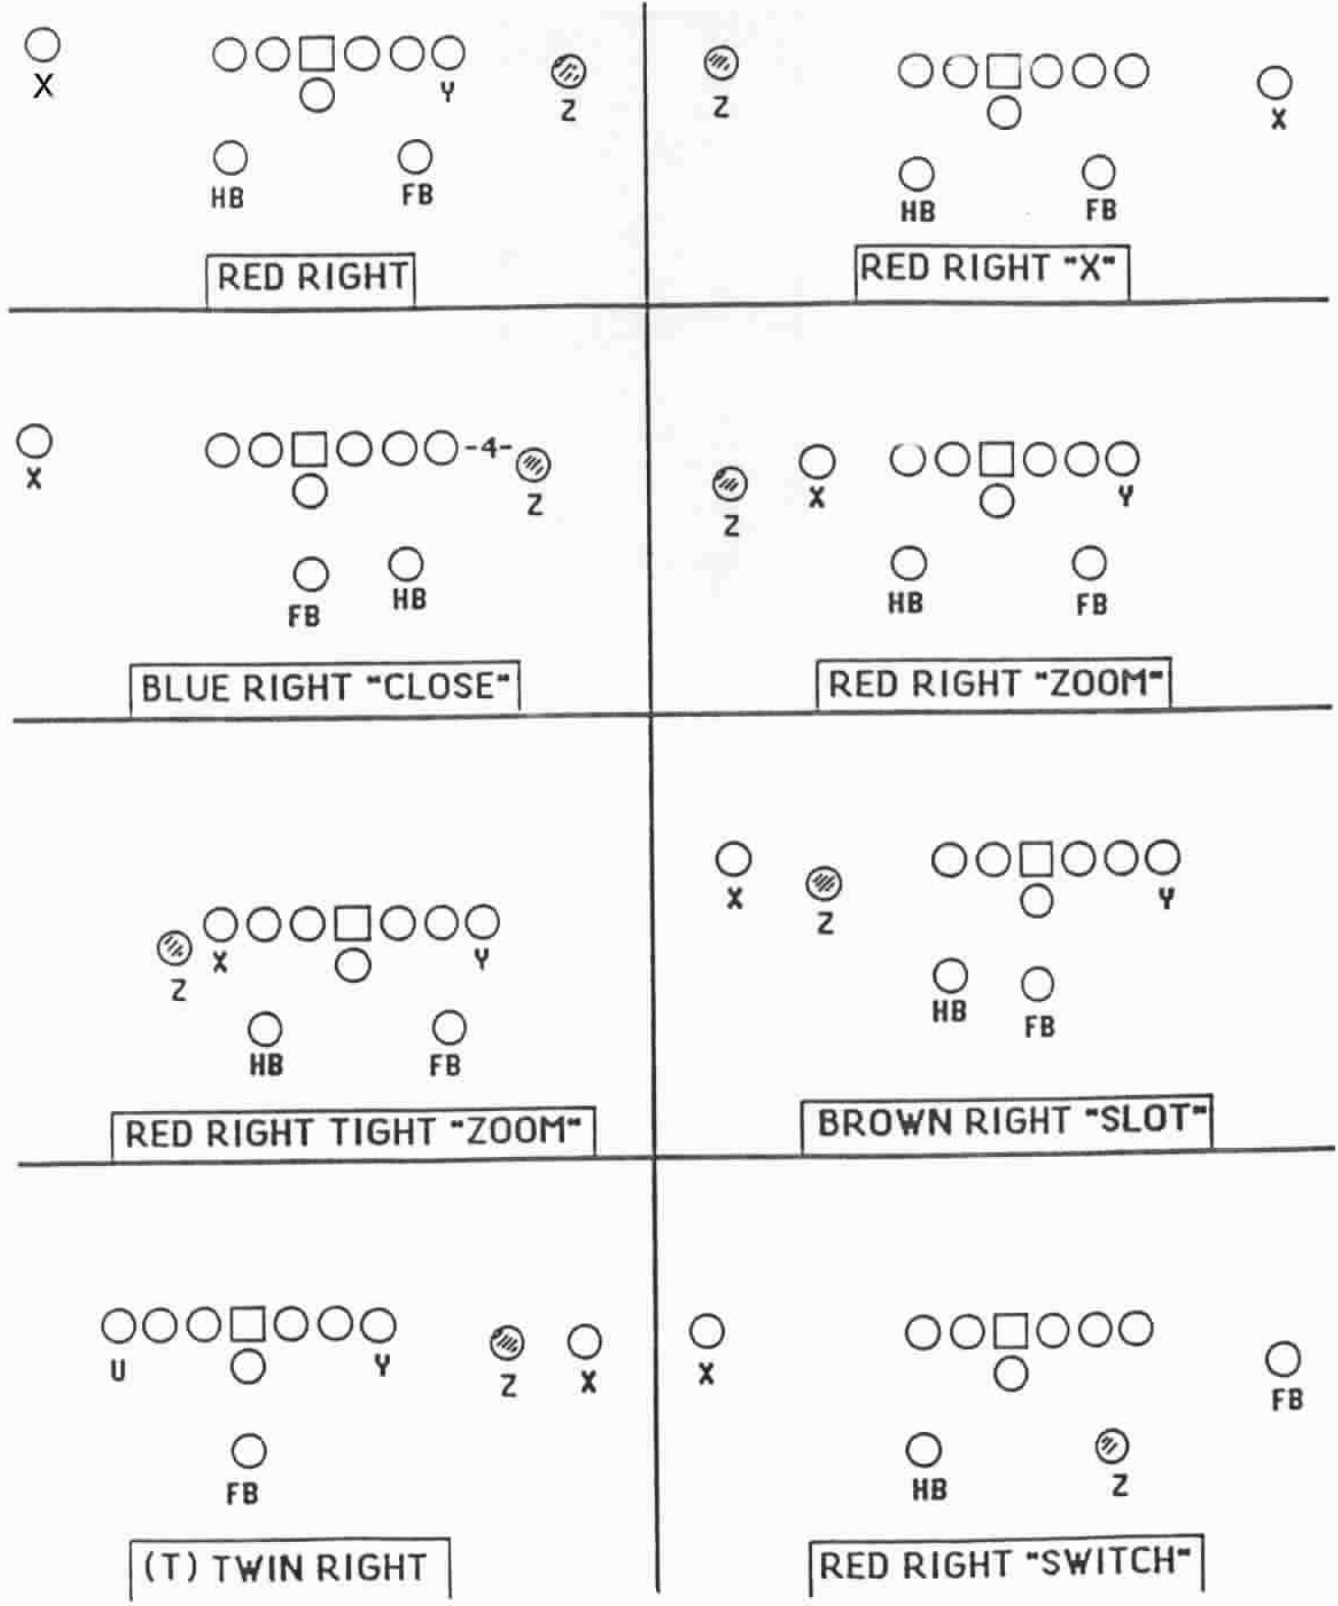 X Y Z
HB FB
RED RIGHT
Z X
HB FB
RED RIGHT "X"
X -4- Z
FB HB
BLUE RIGHT "CLOSE"
Z X Y
HB FB
RED RIGHT "ZOOM"
Z X Y
HB FB
RED RIGHT TIGHT "ZOOM"
X Z Y
HB FB
BROWN RIGHT "SLOT"
U Y Z X
FB
(T) TWIN RIGHT
X FB
HB Z
RED RIGHT "SWITCH"